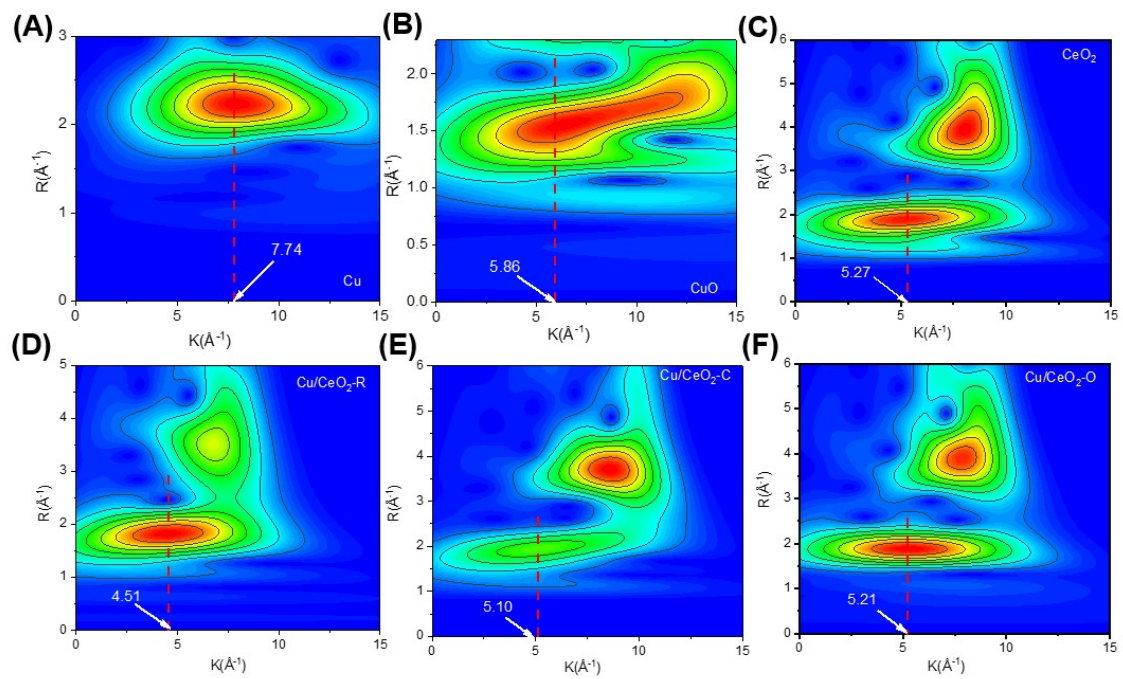 (A)
3
2
1
0
R(Å⁻¹)
7.74
Cu
0 5 10 15
K(Å⁻¹)
(B)
2.0
1.5
1.0
0.5
0.0
R(Å⁻¹)
5.86
CuO
0 5 10 15
K(Å⁻¹)
(C)
6
5
4
3
2
1
0
R(Å⁻¹)
CeO₂
5.27
0 5 10 15
K(Å⁻¹)
(D)
5
4
3
2
1
0
R(Å⁻¹)
Cu/CeO₂-R
4.51
0 5 10 15
K(Å⁻¹)
(E)
6
5
4
3
2
1
0
R(Å⁻¹)
Cu/CeO₂-C
5.10
0 5 10 15
K(Å⁻¹)
(F)
6
5
4
3
2
1
0
R(Å⁻¹)
Cu/CeO₂-O
5.21
0 5 10 15
K(Å⁻¹)